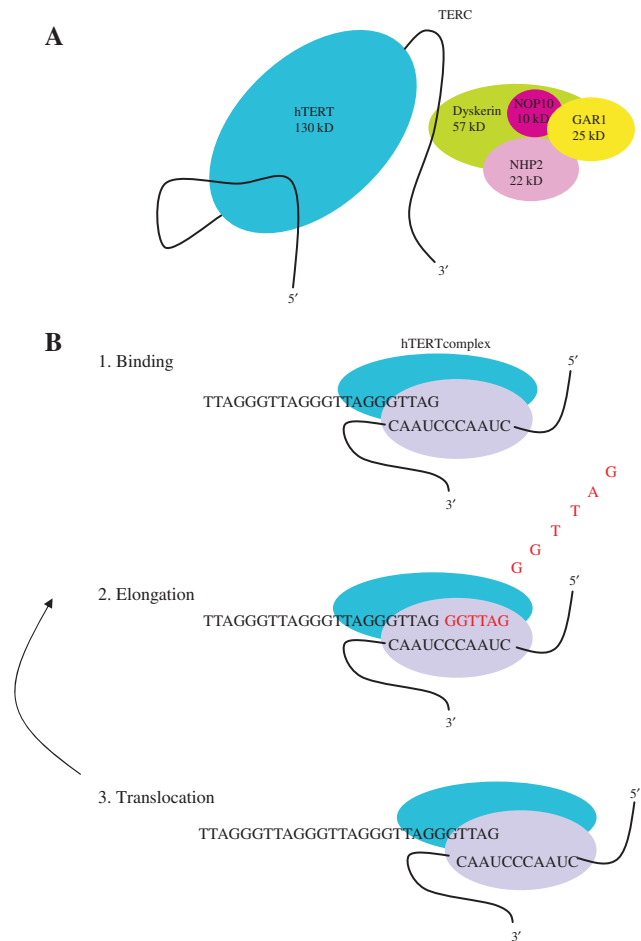 A
TERC
hTERT
130 kD
Dyskerin
57 kD
NOP10
10 kD
GAR1
25 kD
NHP2
22 kD
3′
5′
B
1. Binding
hTERTcomplex
5′
TTAGGGTTAGGGTTAGGGTTAG
CAAUCCCAAUC
3′
G
A
T
T
G
G
2. Elongation
5′
TTAGGGTTAGGGTTAGGGTTAG GGTTAG
CAAUCCCAAUC
3′
3. Translocation
5′
TTAGGGTTAGGGTTAGGGTTAGGGTTAG
CAAUCCCAAUC
3′